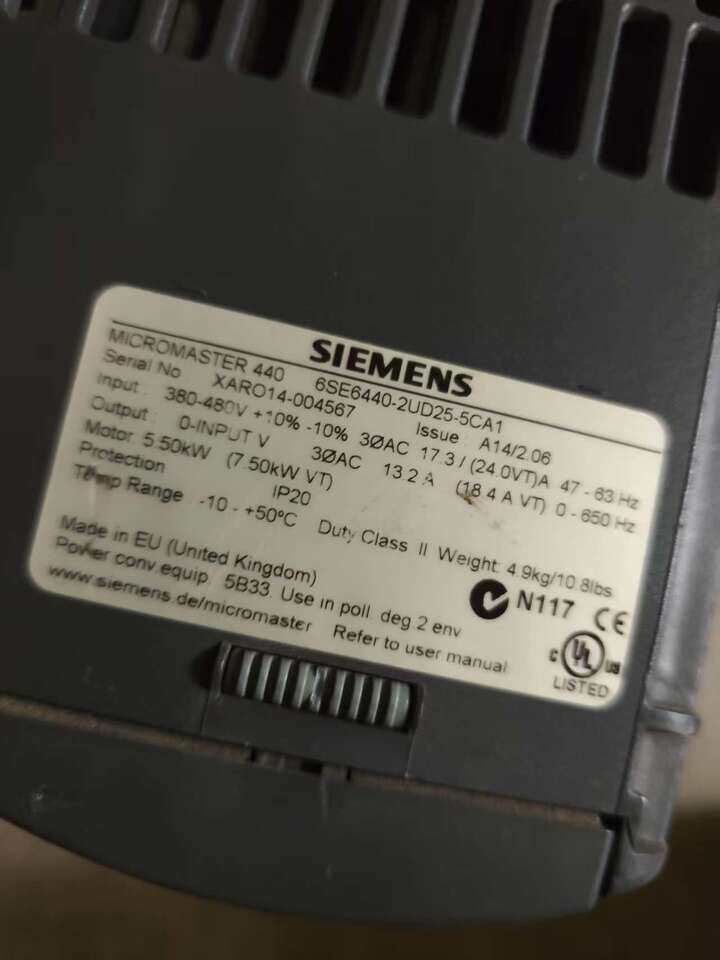 SIEMENS
MICROMASTER 440 6SE6440-2UD25-5CA1
Serial No XARO14-004567 Issue: A14/2.06
Input: 380-480V +10% -10% 3ØAC 17.3 / (24.0VT)A 47 - 63 Hz
Output: 0-INPUT V 3ØAC 13.2 A (18.4 A VT) 0 - 650 Hz
Motor: 5.50kW (7.50kW VT)
Protection IP20
Temp Range -10 - +50°C Duty Class II Weight: 4.9kg/10.8lbs
Made in EU (United Kingdom)
Power conv.equip. 5B33. Use in poll. deg 2 env
www.siemens.de/micromaster Refer to user manual
N117 CE
c UL us
LISTED